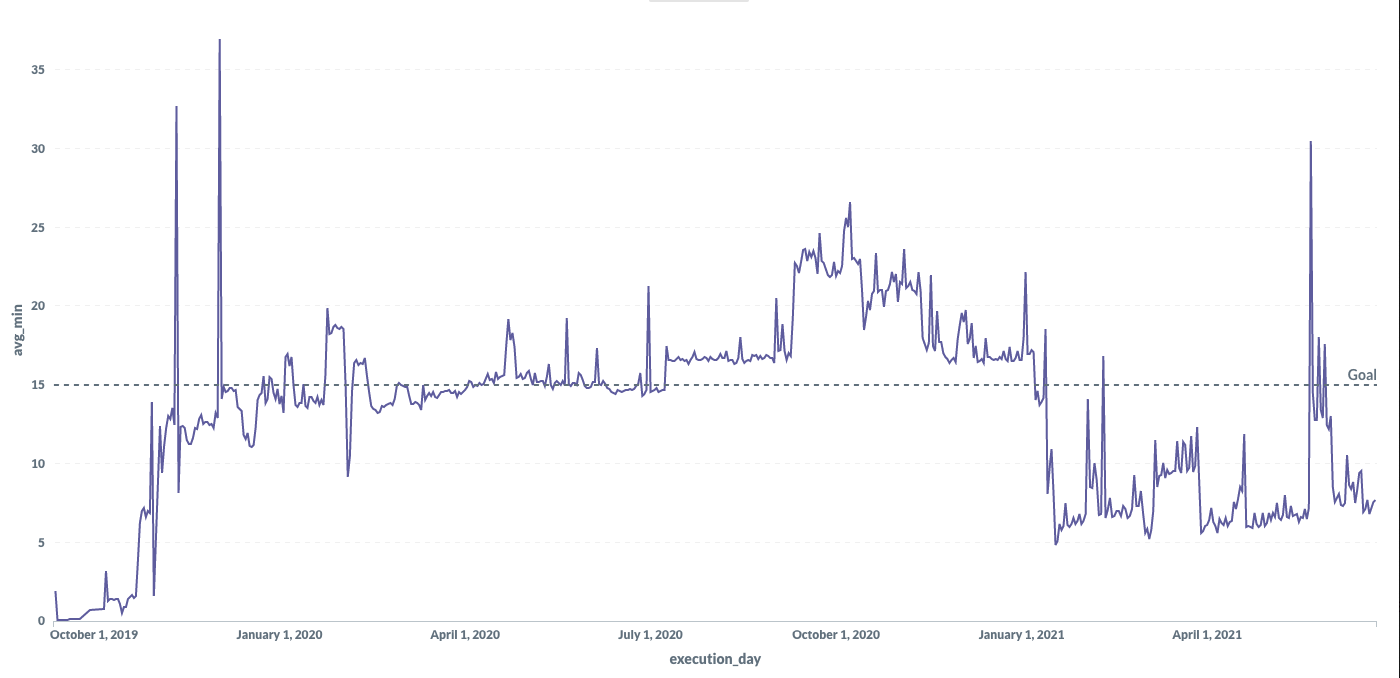 35
30
25
20
15
10
5
0
avg_min
Goal
October 1, 2019
January 1, 2020
April 1, 2020
July 1, 2020
October 1, 2020
January 1, 2021
April 1, 2021
execution_day